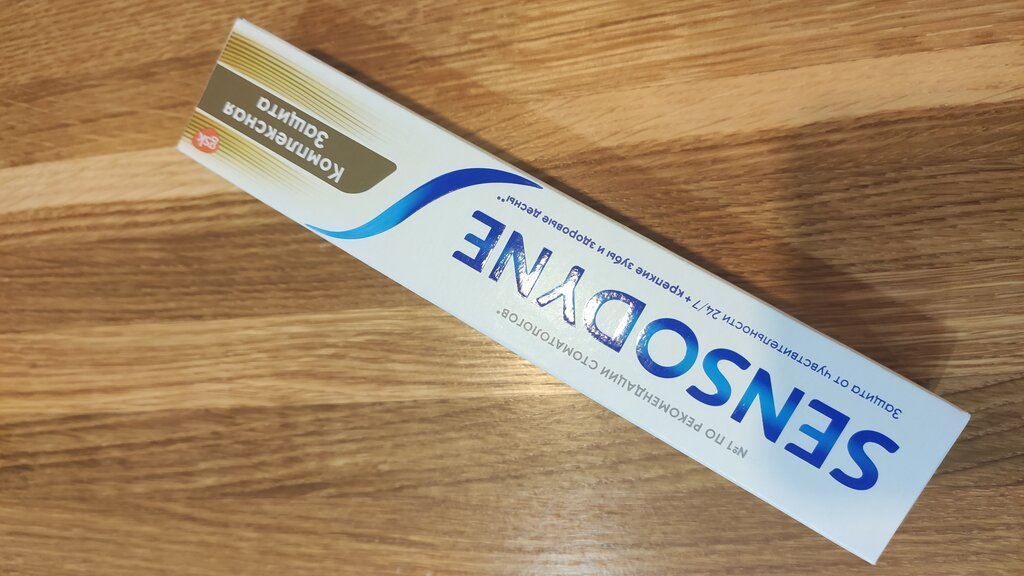 №1 ПО РЕКОМЕНДАЦИИ СТОМАТОЛОГОВ*
SENSODYNE
Защита от чувствительности 24/7 + крепкие зубы и здоровые десны**
Комплексная
Защита
gsk